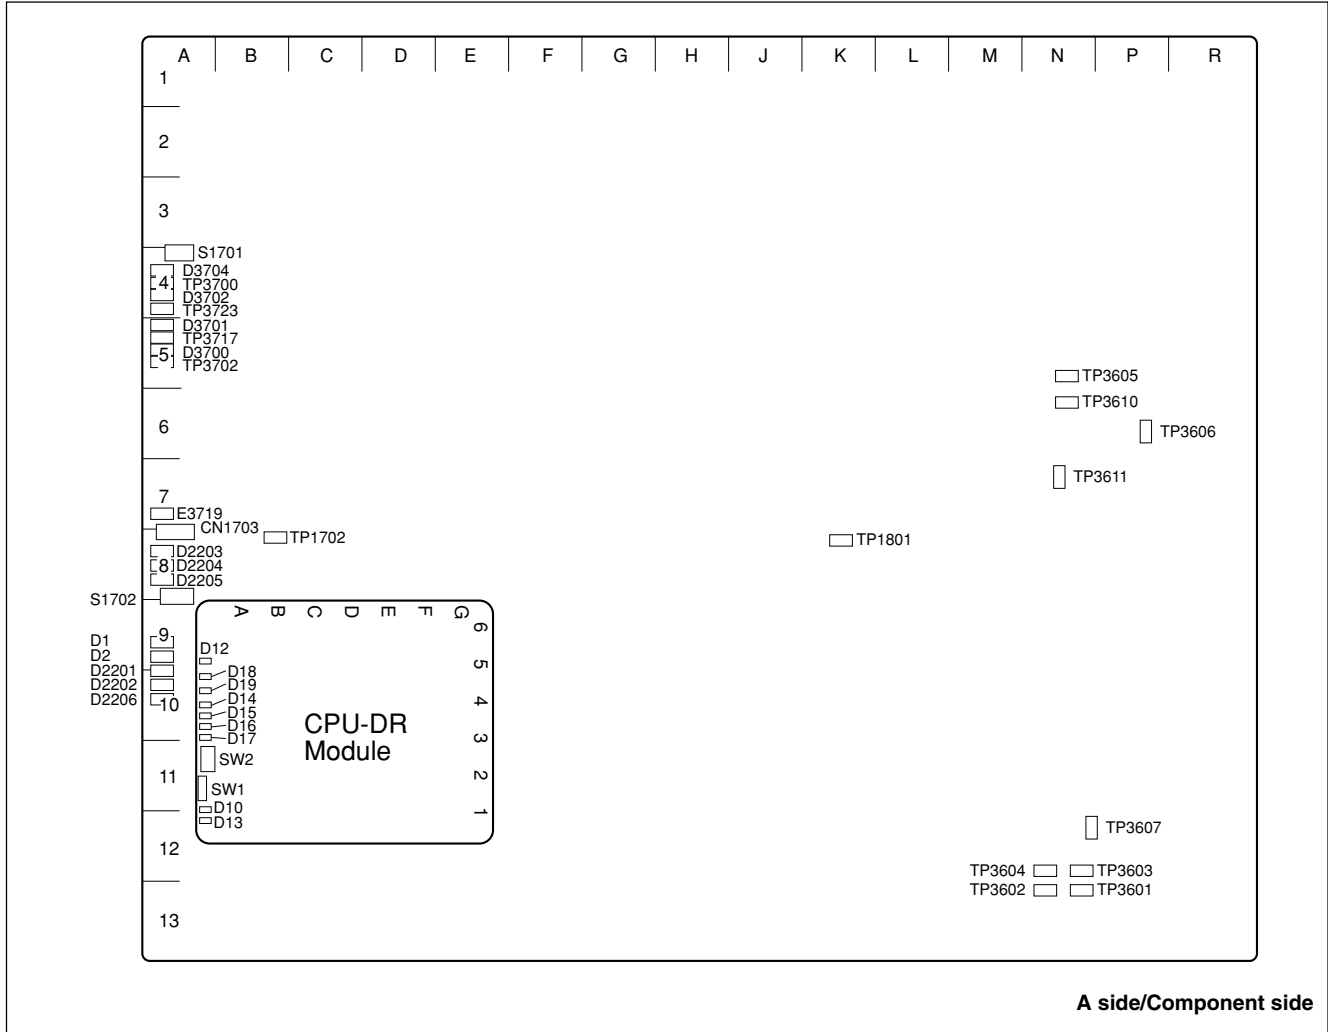 A B C D E F G H J K L M N P R
1
2
3
S1701
D3704
4
TP3700
D3702
TP3723
D3701
TP3717
D3700
5
TP3702
TP3605
TP3610
6
TP3606
TP3611
7
E3719
CN1703
TP1702
TP1801
D2203
8
D2204
D2205
S1702
A B C D E F G
6
9
D1
D2
D2201
D2202
D2206
10
D12
5
D18
D19
D14
4
D15
D16
D17
3
CPU-DR
Module
SW2
11
2
SW1
D10
1
D13
12
TP3607
TP3604
TP3603
TP3602
TP3601
13
A side/Component side